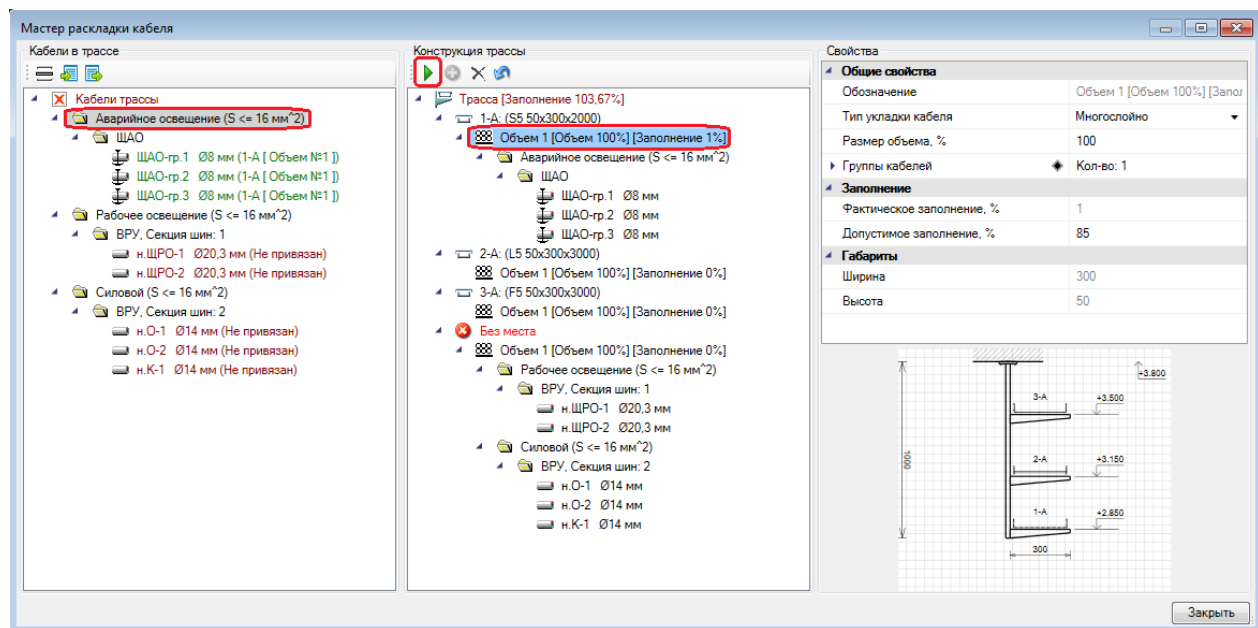 Мастер раскладки кабеля
Кабели в трассе
Кабели трассы
Аварийное освещение (S <= 16 мм^2)
ЩАО
ЩАО-гр.1 Ø8 мм (1-А [ Объем №1 ])
ЩАО-гр.2 Ø8 мм (1-А [ Объем №1 ])
ЩАО-гр.3 Ø8 мм (1-А [ Объем №1 ])
Рабочее освещение (S <= 16 мм^2)
ВРУ, Секция шин: 1
н.ЩРО-1 Ø20,3 мм (Не привязан)
н.ЩРО-2 Ø20,3 мм (Не привязан)
Силовой (S <= 16 мм^2)
ВРУ, Секция шин: 2
н.О-1 Ø14 мм (Не привязан)
н.О-2 Ø14 мм (Не привязан)
н.К-1 Ø14 мм (Не привязан)
Конструкция трассы
Трасса [Заполнение 103,67%]
1-А: (S5 50x300x2000)
Объем 1 [Объем 100%] [Заполнение 1%]
Аварийное освещение (S <= 16 мм^2)
ЩАО
ЩАО-гр.1 Ø8 мм
ЩАО-гр.2 Ø8 мм
ЩАО-гр.3 Ø8 мм
2-А: (L5 50x300x3000)
Объем 1 [Объем 100%] [Заполнение 0%]
3-А: (F5 50x300x3000)
Объем 1 [Объем 100%] [Заполнение 0%]
Без места
Объем 1 [Объем 100%] [Заполнение 0%]
Рабочее освещение (S <= 16 мм^2)
ВРУ, Секция шин: 1
н.ЩРО-1 Ø20,3 мм
н.ЩРО-2 Ø20,3 мм
Силовой (S <= 16 мм^2)
ВРУ, Секция шин: 2
н.О-1 Ø14 мм
н.О-2 Ø14 мм
н.К-1 Ø14 мм
Свойства
Общие свойства
Обозначение Объем 1 [Объем 100%] [Запол
Тип укладки кабеля Многослойно
Размер объема, % 100
Группы кабелей Кол-во: 1
Заполнение
Фактическое заполнение, % 1
Допустимое заполнение, % 85
Габариты
Ширина 300
Высота 50
+3.800
3-А +3.500
1000
2-А +3.150
1-А +2.850
300
Закрыть